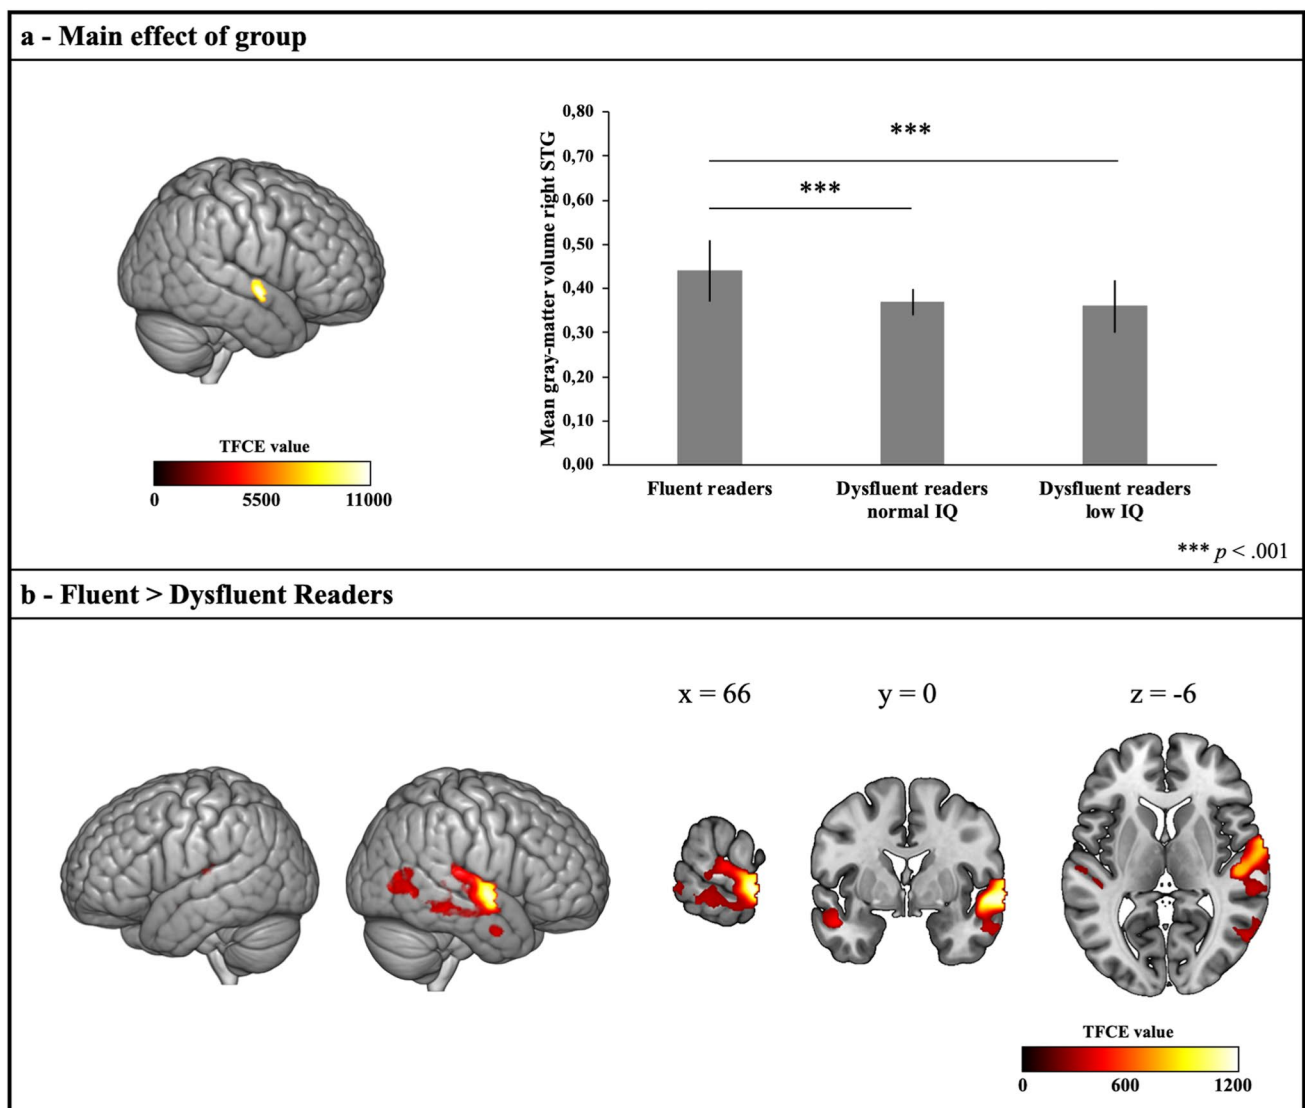 a - Main effect of group
Mean gray-matter volume right STG
0,80
0,70
0,60
0,50
0,40
0,30
0,20
0,10
0,00
***
***
Fluent readers
Dysfluent readers
normal IQ
Dysfluent readers
low IQ
TFCE value
0 5500 11000
*** p < .001
b - Fluent > Dysfluent Readers
x = 66
y = 0
z = -6
TFCE value
0 600 1200